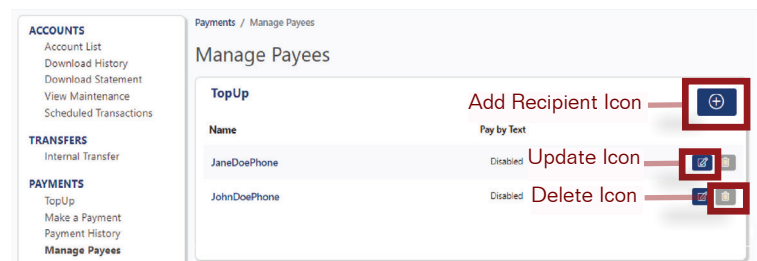 ACCOUNTS
Account List
Download History
Download Statement
View Maintenance
Scheduled Transactions
TRANSFERS
Internal Transfer
PAYMENTS
TopUp
Make a Payment
Payment History
Manage Payees
Payments / Manage Payees
Manage Payees
TopUp
Add Recipient Icon
Name Pay by Text
JaneDoePhone Disabled Update Icon
JohnDoePhone Disabled Delete Icon